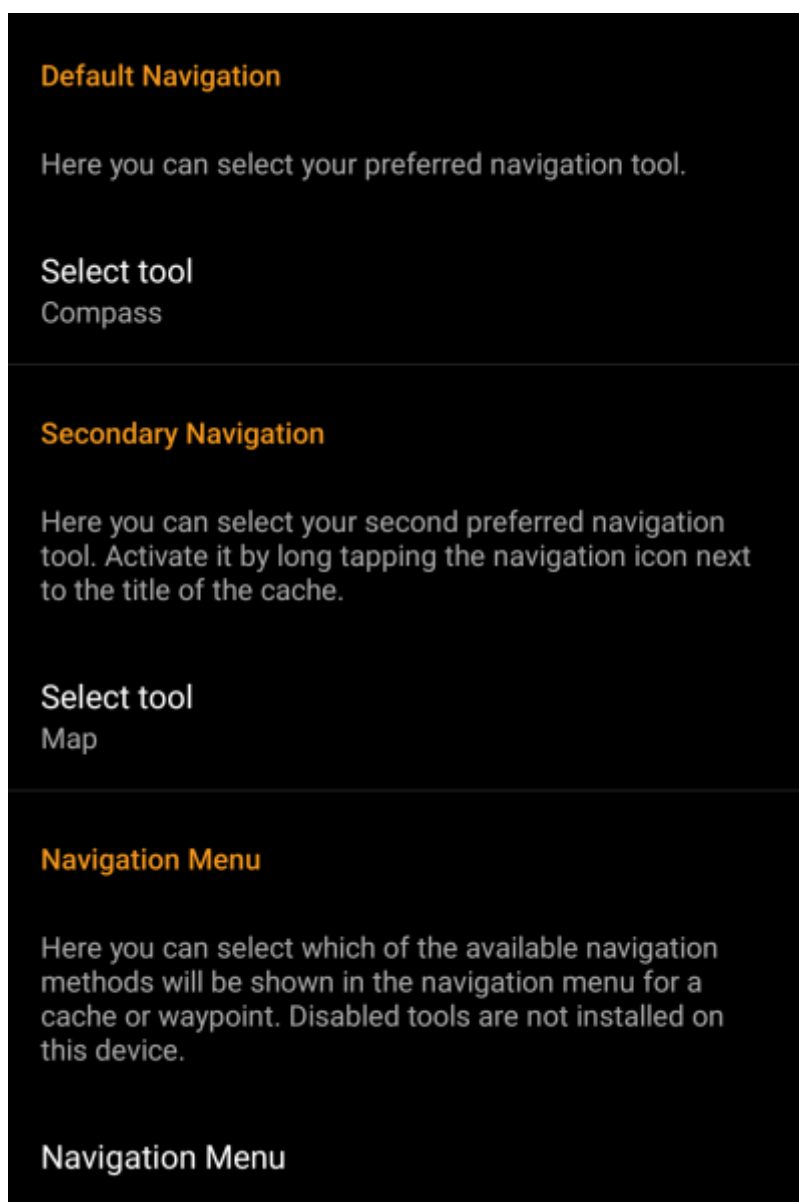 Default Navigation
Here you can select your preferred navigation tool.
Select tool
Compass
Secondary Navigation
Here you can select your second preferred navigation
tool. Activate it by long tapping the navigation icon next
to the title of the cache.
Select tool
Map
Navigation Menu
Here you can select which of the available navigation
methods will be shown in the navigation menu for a
cache or waypoint. Disabled tools are not installed on
this device.
Navigation Menu